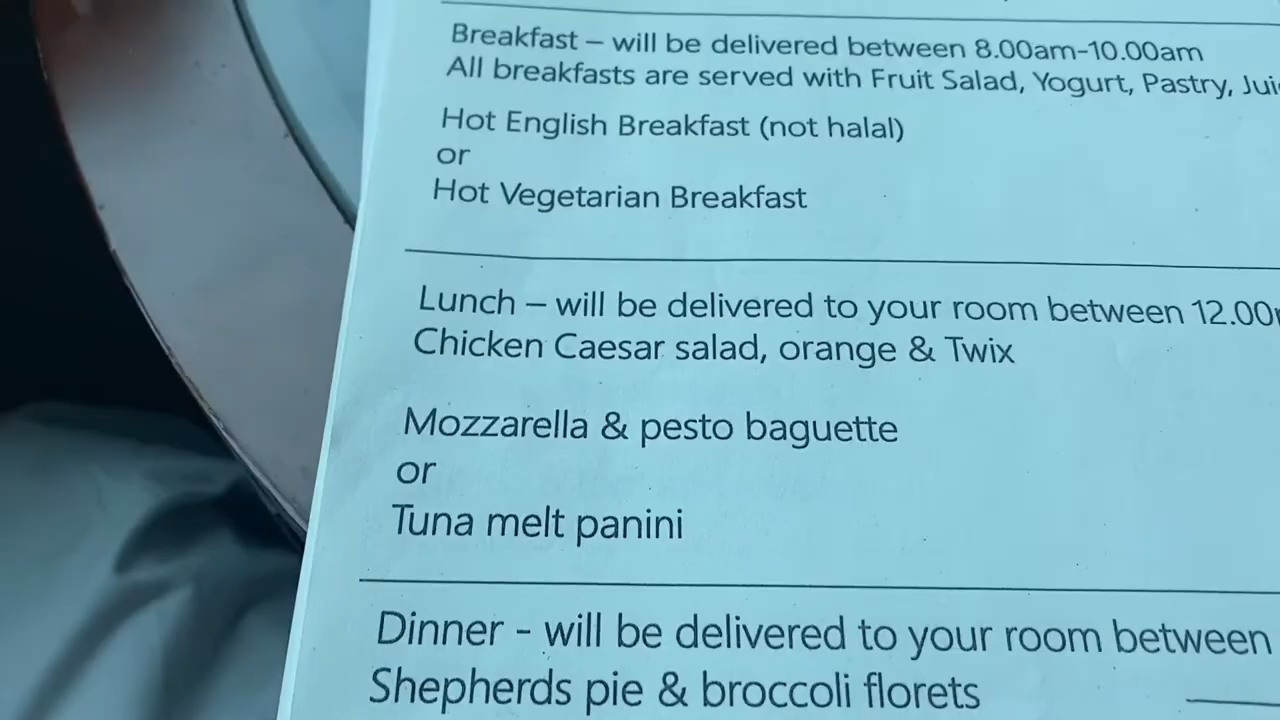 Breakfast – will be delivered between 8.00am-10.00am
All breakfasts are served with Fruit Salad, Yogurt, Pastry,
Hot English Breakfast (not halal)
or
Hot Vegetarian Breakfast
Lunch – will be delivered to your room between 12.00
Chicken Caesar salad, orange & Twix
Mozzarella & pesto baguette
or
Tuna melt panini
Dinner - will be delivered to your room between
Shepherds pie & broccoli florets